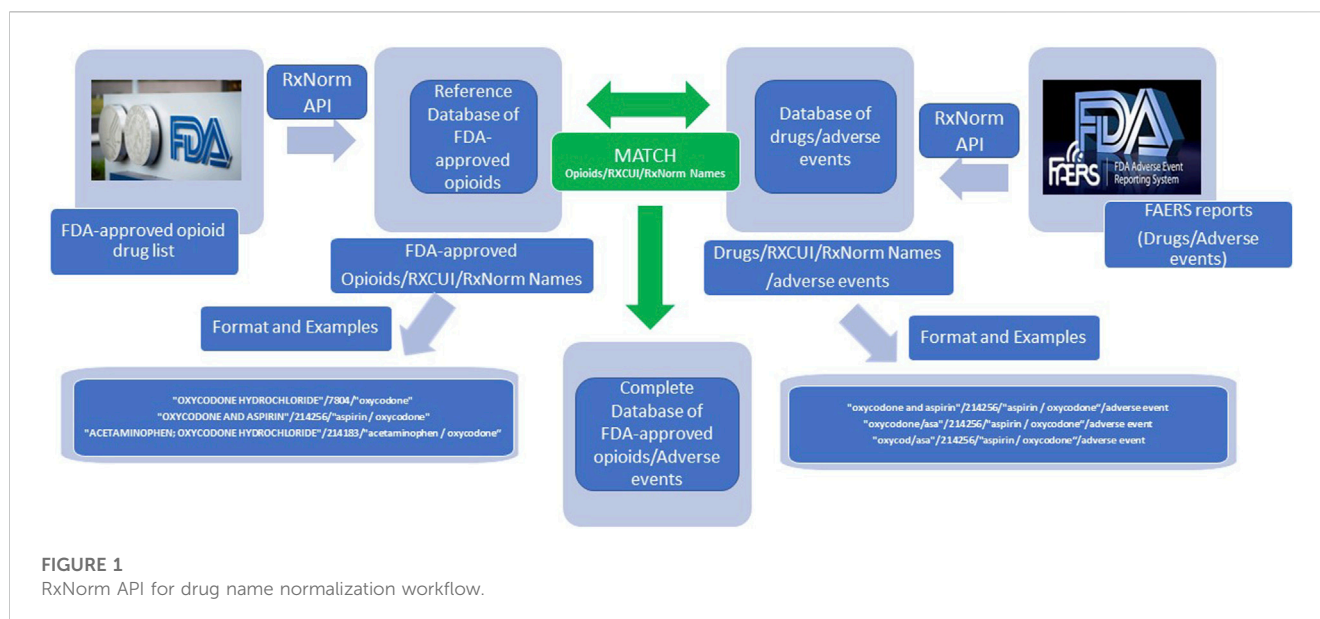 FDA
FDA-approved opioid
drug list
RxNorm
API
Reference
Database of
FDA-
approved
opioids
MATCH
Opioids/RXCUI/RxNorm Names
Database of
drugs/adverse
events
RxNorm
API
FDA
FAERS
FDA Adverse Event
Reporting System
FAERS reports
(Drugs/Adverse
events)
FDA-approved
Opioids/RXCUI/RxNorm Names
Drugs/RXCUI/RxNorm Names
/adverse events
Format and Examples
Format and Examples
"OXYCODONE HYDROCHLORIDE"/7804/"oxycodone"
"OXYCODONE AND ASPIRIN"/214256/"aspirin / oxycodone"
"ACETAMINOPHEN; OXYCODONE HYDROCHLORIDE"/214183/"acetaminophen / oxycodone"
Complete
Database of
FDA-approved
opioids/Adverse
events
"oxycodone and aspirin"/214256/"aspirin / oxycodone"/adverse event
"oxycodone/asa"/214256/"aspirin / oxycodone"/adverse event
"oxycod/asa"/214256/"aspirin / oxycodone"/adverse event
FIGURE 1
RxNorm API for drug name normalization workflow.